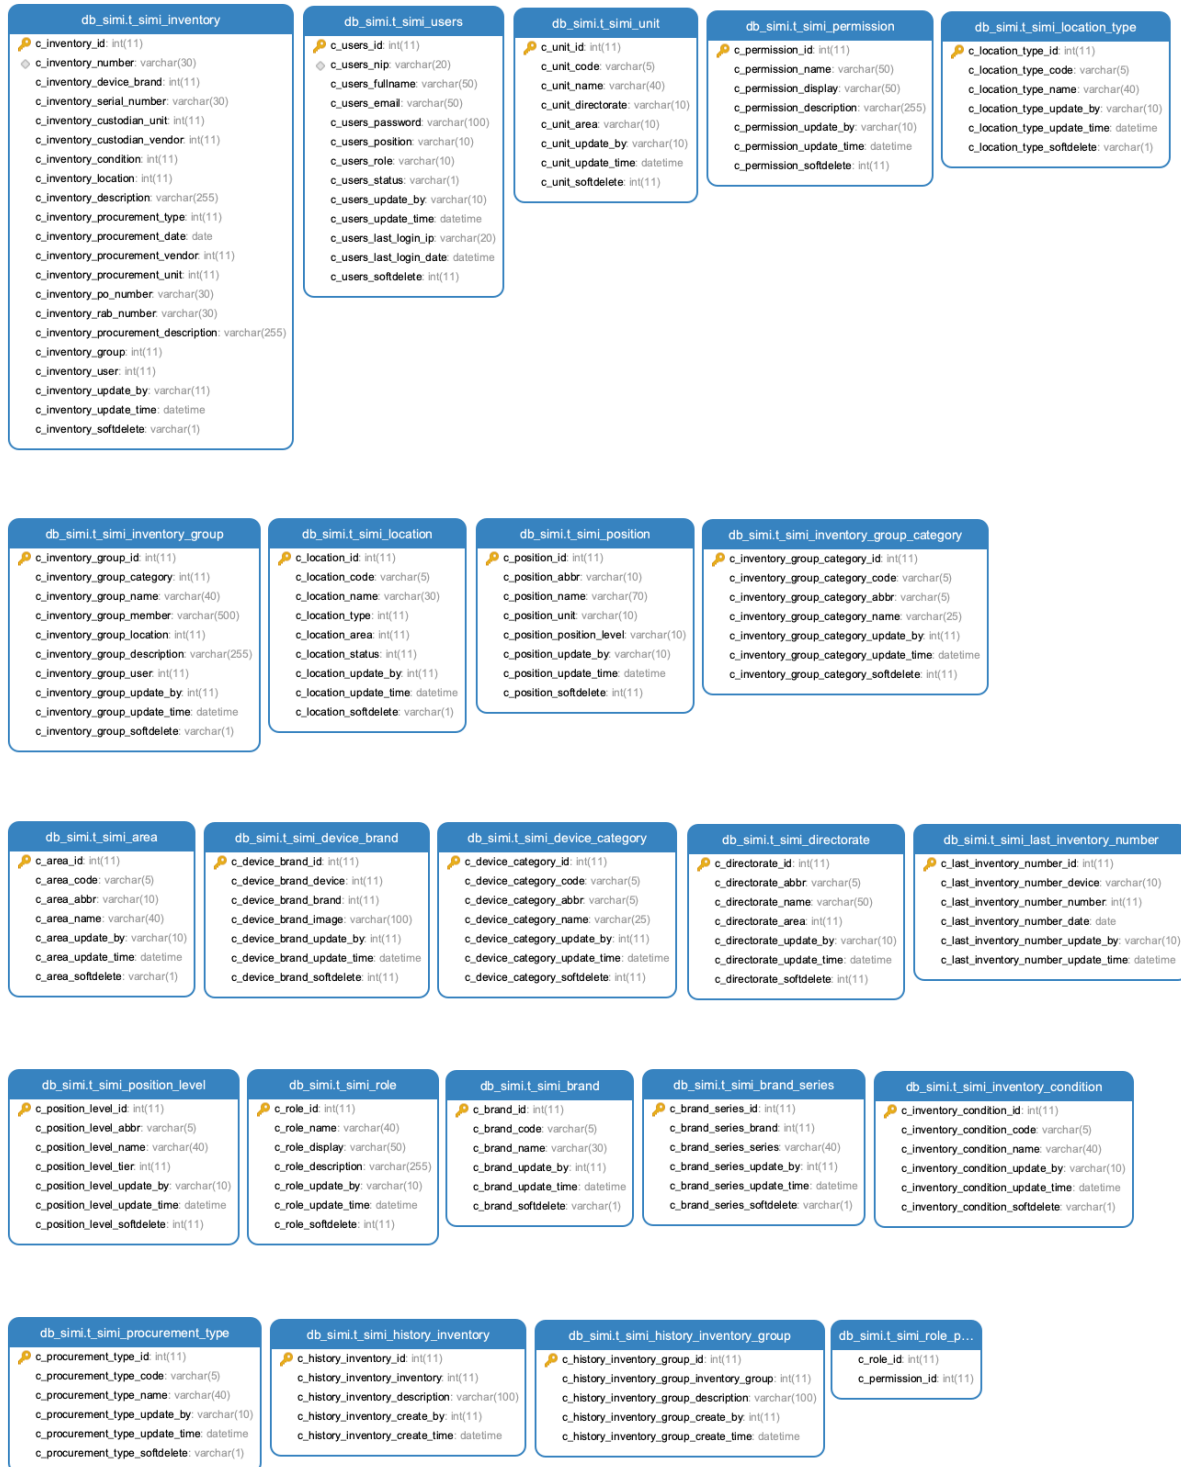 db_simi.t_simi_inventory
c_inventory_id: int(11)
c_inventory_number: varchar(30)
c_inventory_device_brand: int(11)
c_inventory_serial_number: varchar(30)
c_inventory_custodian_unit: int(11)
c_inventory_custodian_vendor: int(11)
c_inventory_condition: int(11)
c_inventory_location: int(11)
c_inventory_description: varchar(255)
c_inventory_procurement_type: int(11)
c_inventory_procurement_date: date
c_inventory_procurement_vendor: int(11)
c_inventory_procurement_unit: int(11)
c_inventory_po_number: varchar(30)
c_inventory_rab_number: varchar(30)
c_inventory_procurement_description: varchar(255)
c_inventory_group: int(11)
c_inventory_user: int(11)
c_inventory_update_by: varchar(11)
c_inventory_update_time: datetime
c_inventory_softdelete: varchar(1)
db_simi.t_simi_users
c_users_id: int(11)
c_users_nip: varchar(20)
c_users_fullname: varchar(50)
c_users_email: varchar(50)
c_users_password: varchar(100)
c_users_position: varchar(10)
c_users_role: varchar(10)
c_users_status: varchar(1)
c_users_update_by: varchar(10)
c_users_update_time: datetime
c_users_last_login_ip: varchar(20)
c_users_last_login_date: datetime
c_users_softdelete: int(11)
db_simi.t_simi_unit
c_unit_id: int(11)
c_unit_code: varchar(5)
c_unit_name: varchar(40)
c_unit_directorate: varchar(10)
c_unit_area: varchar(10)
c_unit_update_by: varchar(10)
c_unit_update_time: datetime
c_unit_softdelete: int(11)
db_simi.t_simi_permission
c_permission_id: int(11)
c_permission_name: varchar(50)
c_permission_display: varchar(50)
c_permission_description: varchar(255)
c_permission_update_by: varchar(10)
c_permission_update_time: datetime
c_permission_softdelete: int(11)
db_simi.t_simi_location_type
c_location_type_id: int(11)
c_location_type_code: varchar(5)
c_location_type_name: varchar(40)
c_location_type_update_by: varchar(10)
c_location_type_update_time: datetime
c_location_type_softdelete: varchar(1)
db_simi.t_simi_inventory_group
c_inventory_group_id: int(11)
c_inventory_group_category: int(11)
c_inventory_group_name: varchar(40)
c_inventory_group_member: varchar(500)
c_inventory_group_location: int(11)
c_inventory_group_description: varchar(255)
c_inventory_group_user: int(11)
c_inventory_group_update_by: int(11)
c_inventory_group_update_time: datetime
c_inventory_group_softdelete: varchar(1)
db_simi.t_simi_location
c_location_id: int(11)
c_location_code: varchar(5)
c_location_name: varchar(30)
c_location_type: int(11)
c_location_area: int(11)
c_location_status: int(11)
c_location_update_by: int(11)
c_location_update_time: datetime
c_location_softdelete: varchar(1)
db_simi.t_simi_position
c_position_id: int(11)
c_position_abbr: varchar(10)
c_position_name: varchar(70)
c_position_unit: varchar(10)
c_position_position_level: varchar(10)
c_position_update_by: varchar(10)
c_position_update_time: datetime
c_position_softdelete: int(11)
db_simi.t_simi_inventory_group_category
c_inventory_group_category_id: int(11)
c_inventory_group_category_code: varchar(5)
c_inventory_group_category_abbr: varchar(5)
c_inventory_group_category_name: varchar(25)
c_inventory_group_category_update_by: int(11)
c_inventory_group_category_update_time: datetime
c_inventory_group_category_softdelete: int(11)
db_simi.t_simi_area
c_area_id: int(11)
c_area_code: varchar(5)
c_area_abbr: varchar(10)
c_area_name: varchar(40)
c_area_update_by: varchar(10)
c_area_update_time: datetime
c_area_softdelete: varchar(1)
db_simi.t_simi_device_brand
c_device_brand_id: int(11)
c_device_brand_device: int(11)
c_device_brand_brand: int(11)
c_device_brand_image: varchar(100)
c_device_brand_update_by: int(11)
c_device_brand_update_time: datetime
c_device_brand_softdelete: int(11)
db_simi.t_simi_device_category
c_device_category_id: int(11)
c_device_category_code: varchar(5)
c_device_category_abbr: varchar(5)
c_device_category_name: varchar(25)
c_device_category_update_by: int(11)
c_device_category_update_time: datetime
c_device_category_softdelete: int(11)
db_simi.t_simi_directorate
c_directorate_id: int(11)
c_directorate_abbr: varchar(5)
c_directorate_name: varchar(50)
c_directorate_area: int(11)
c_directorate_update_by: varchar(10)
c_directorate_update_time: datetime
c_directorate_softdelete: int(11)
db_simi.t_simi_last_inventory_number
c_last_inventory_number_id: int(11)
c_last_inventory_number_device: varchar(10)
c_last_inventory_number_number: int(11)
c_last_inventory_number_date: date
c_last_inventory_number_update_by: varchar(10)
c_last_inventory_number_update_time: datetime
db_simi.t_simi_position_level
c_position_level_id: int(11)
c_position_level_abbr: varchar(5)
c_position_level_name: varchar(40)
c_position_level_tier: int(11)
c_position_level_update_by: varchar(10)
c_position_level_update_time: datetime
c_position_level_softdelete: int(11)
db_simi.t_simi_role
c_role_id: int(11)
c_role_name: varchar(40)
c_role_display: varchar(50)
c_role_description: varchar(255)
c_role_update_by: varchar(10)
c_role_update_time: datetime
c_role_softdelete: int(11)
db_simi.t_simi_brand
c_brand_id: int(11)
c_brand_code: varchar(5)
c_brand_name: varchar(30)
c_brand_update_by: int(11)
c_brand_update_time: datetime
c_brand_softdelete: varchar(1)
db_simi.t_simi_brand_series
c_brand_series_id: int(11)
c_brand_series_brand: int(11)
c_brand_series_series: varchar(40)
c_brand_series_update_by: int(11)
c_brand_series_update_time: datetime
c_brand_series_softdelete: varchar(1)
db_simi.t_simi_inventory_condition
c_inventory_condition_id: int(11)
c_inventory_condition_code: varchar(5)
c_inventory_condition_name: varchar(40)
c_inventory_condition_update_by: varchar(10)
c_inventory_condition_update_time: datetime
c_inventory_condition_softdelete: varchar(1)
db_simi.t_simi_procurement_type
c_procurement_type_id: int(11)
c_procurement_type_code: varchar(5)
c_procurement_type_name: varchar(40)
c_procurement_type_update_by: varchar(10)
c_procurement_type_update_time: datetime
c_procurement_type_softdelete: varchar(1)
db_simi.t_simi_history_inventory
c_history_inventory_id: int(11)
c_history_inventory_inventory: int(11)
c_history_inventory_description: varchar(100)
c_history_inventory_create_by: int(11)
c_history_inventory_create_time: datetime
db_simi.t_simi_history_inventory_group
c_history_inventory_group_id: int(11)
c_history_inventory_group_inventory_group: int(11)
c_history_inventory_group_description: varchar(100)
c_history_inventory_group_create_by: int(11)
c_history_inventory_group_create_time: datetime
db_simi.t_simi_role_p...
c_role_id: int(11)
c_permission_id: int(11)